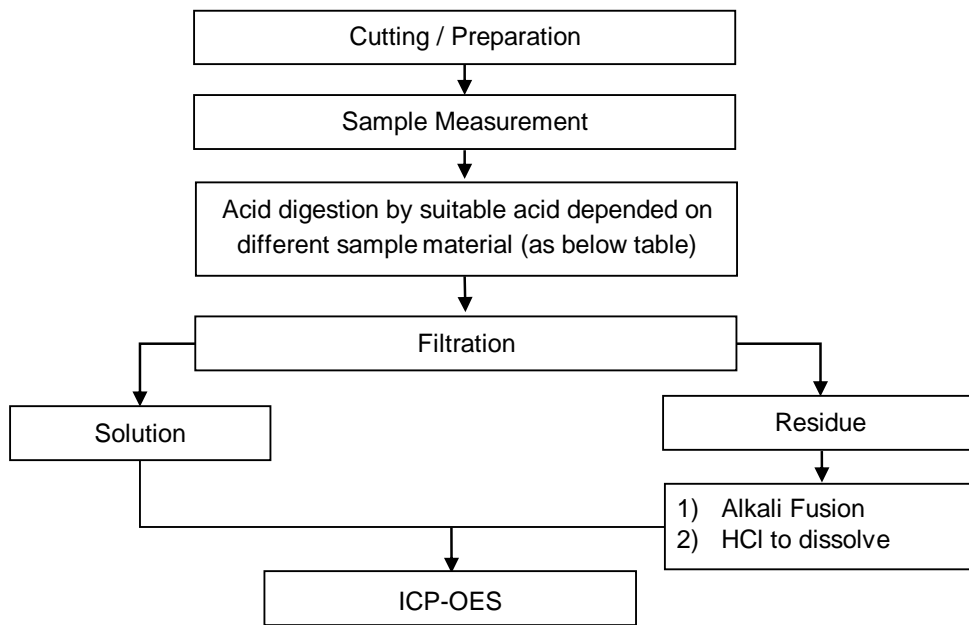 Cutting / Preparation
Sample Measurement
Acid digestion by suitable acid depended on
different sample material (as below table)
Filtration
Solution
Residue
1) Alkali Fusion
2) HCl to dissolve
ICP-OES